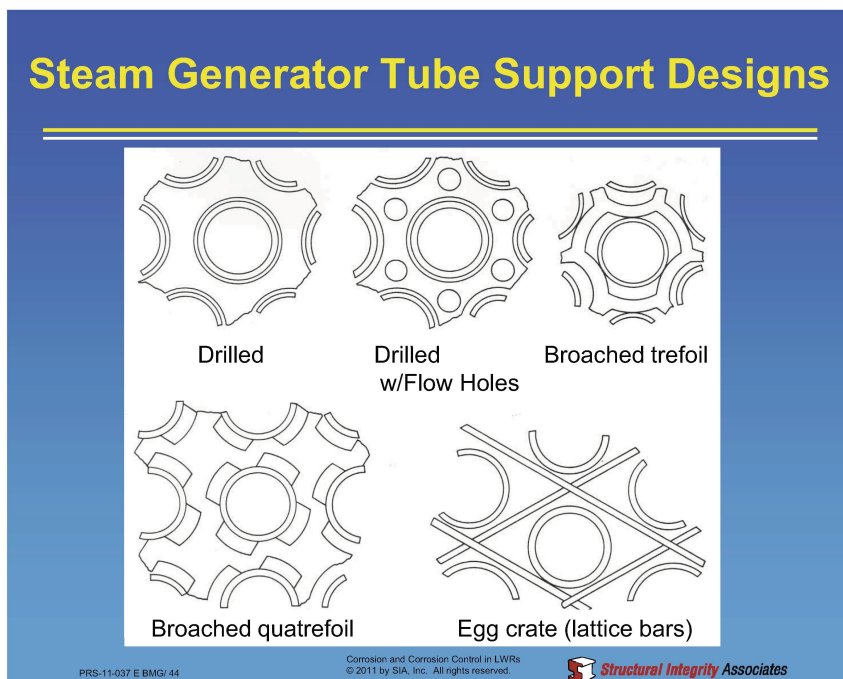 Steam Generator Tube Support Designs
Drilled
Drilled
w/Flow Holes
Broached trefoil
Broached quatrefoil
Egg crate (lattice bars)
PRS-11-037 E BMG/ 44
Corrosion and Corrosion Control in LWRs
© 2011 by SIA, Inc. All rights reserved.
Structural Integrity Associates